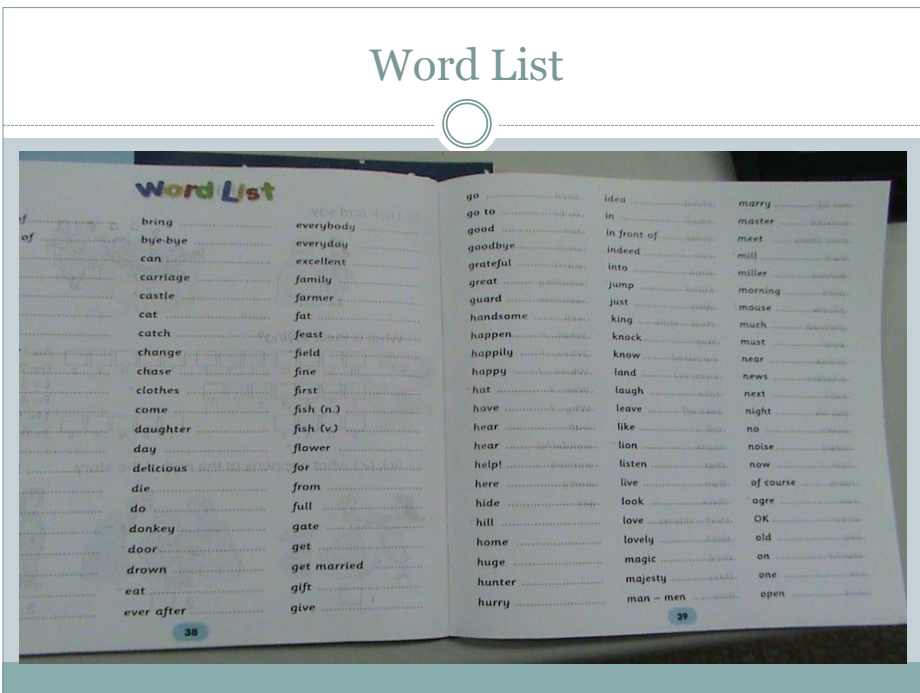 Word List
Word List
of
bring
bye-bye
can
carriage
castle
cat
catch
change
chase
clothes
come
daughter
day
delicious
die
do
donkey
door
drown
eat
ever after
everybody
everyday
excellent
family
farmer
fat
feast
field
fine
first
fish (n.)
fish (v.)
flower
for
from
full
gate
get
get married
gift
give
38
go
go to
good
goodbye
grateful
great
guard
handsome
happen
happily
happy
hat
have
hear
hear
help!
here
hide
hill
home
huge
hunter
hurry
idea
in
in front of
indeed
into
jump
just
king
knock
know
land
laugh
leave
like
lion
listen
live
look
love
lovely
magic
majesty
man – men
marry
master
meet
mill
miller
morning
mouse
much
must
near
news
next
night
no
noise
now
of course
ogre
OK
old
on
one
open
39